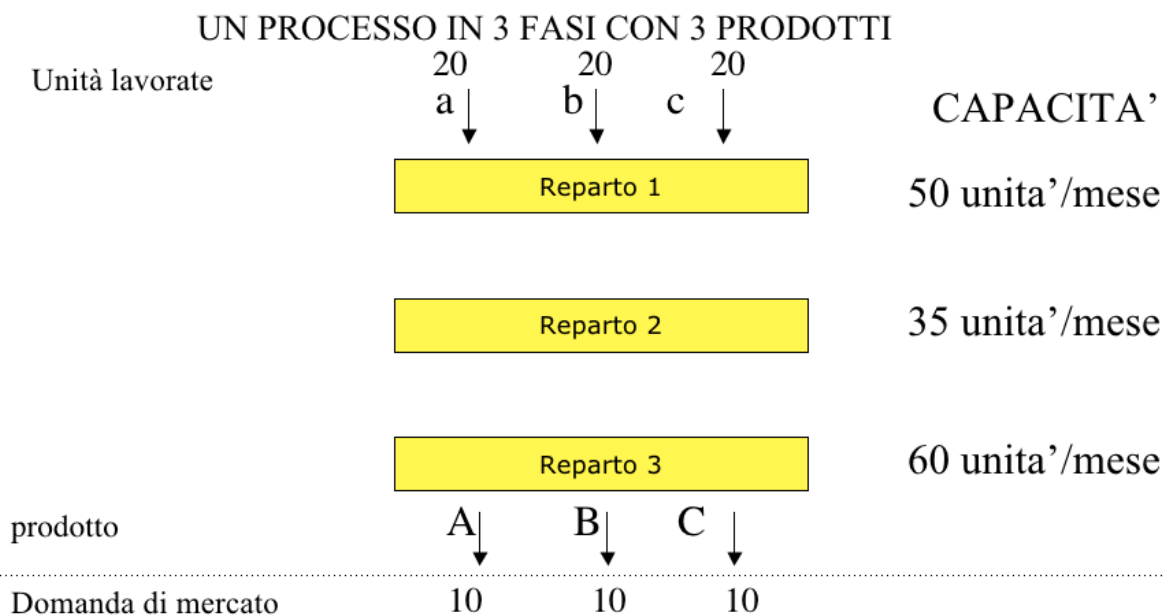 UN PROCESSO IN 3 FASI CON 3 PRODOTTI
Unità lavorate
20 20 20
a b c
CAPACITA’
Reparto 1
50 unita’/mese
Reparto 2
35 unita’/mese
Reparto 3
60 unita’/mese
prodotto
A B C
Domanda di mercato
10 10 10